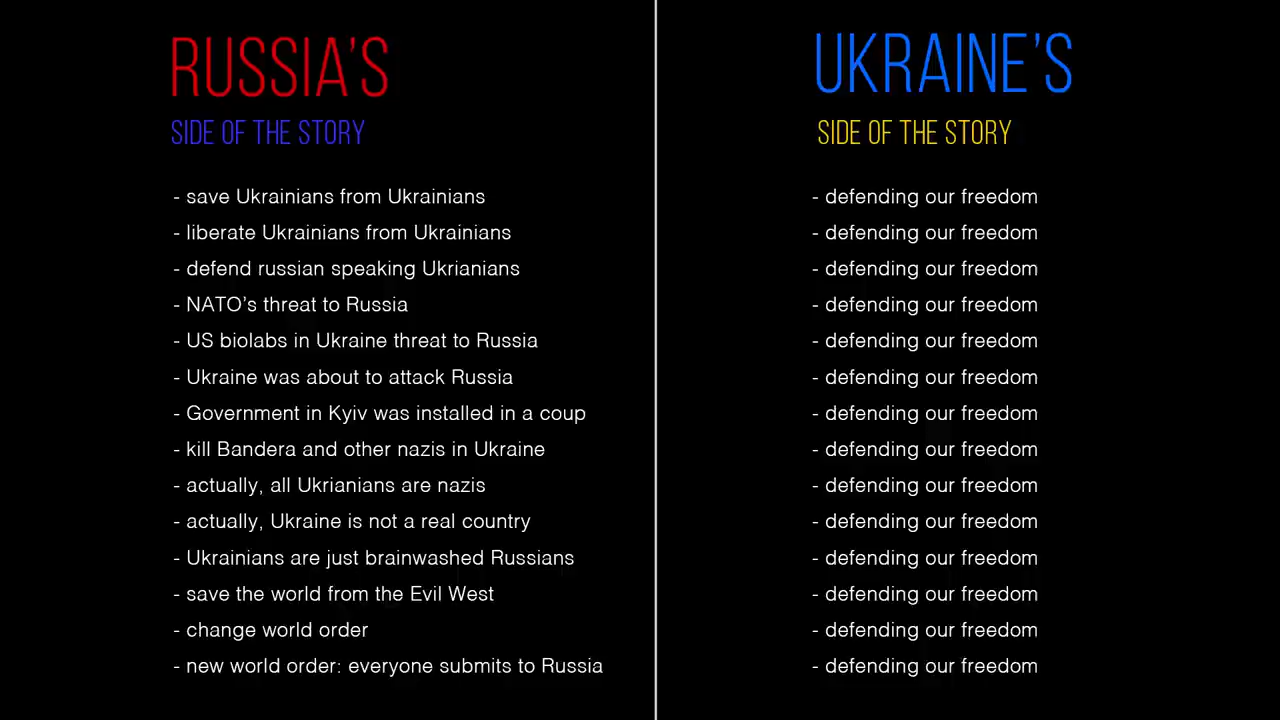 RUSSIA'S
SIDE OF THE STORY
- save Ukrainians from Ukrainians
- liberate Ukrainians from Ukrainians
- defend russian speaking Ukrianians
- NATO's threat to Russia
- US biolabs in Ukraine threat to Russia
- Ukraine was about to attack Russia
- Government in Kyiv was installed in a coup
- kill Bandera and other nazis in Ukraine
- actually, all Ukrianians are nazis
- actually, Ukraine is not a real country
- Ukrainians are just brainwashed Russians
- save the world from the Evil West
- change world order
- new world order: everyone submits to Russia
UKRAINE'S
SIDE OF THE STORY
- defending our freedom
- defending our freedom
- defending our freedom
- defending our freedom
- defending our freedom
- defending our freedom
- defending our freedom
- defending our freedom
- defending our freedom
- defending our freedom
- defending our freedom
- defending our freedom
- defending our freedom
- defending our freedom